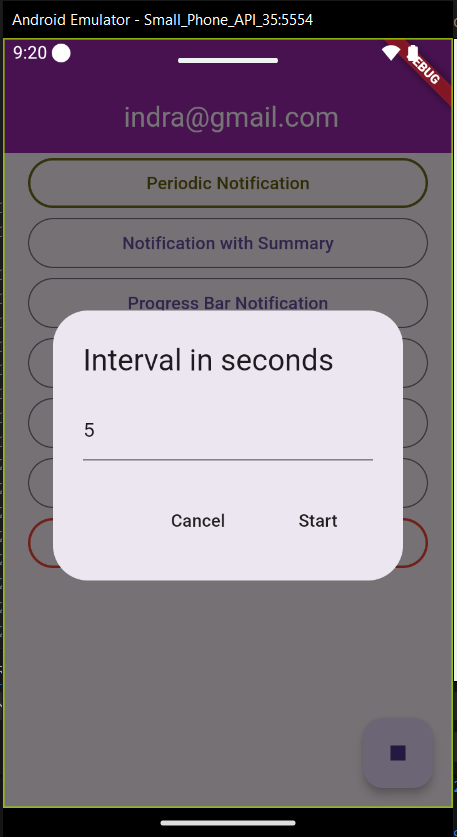 Android Emulator - Small_Phone_API_35:5554
9:20
DEBUG
indra@gmail.com
Periodic Notification
Notification with Summary
Progress Bar Notification
Interval in seconds
5
Cancel
Start